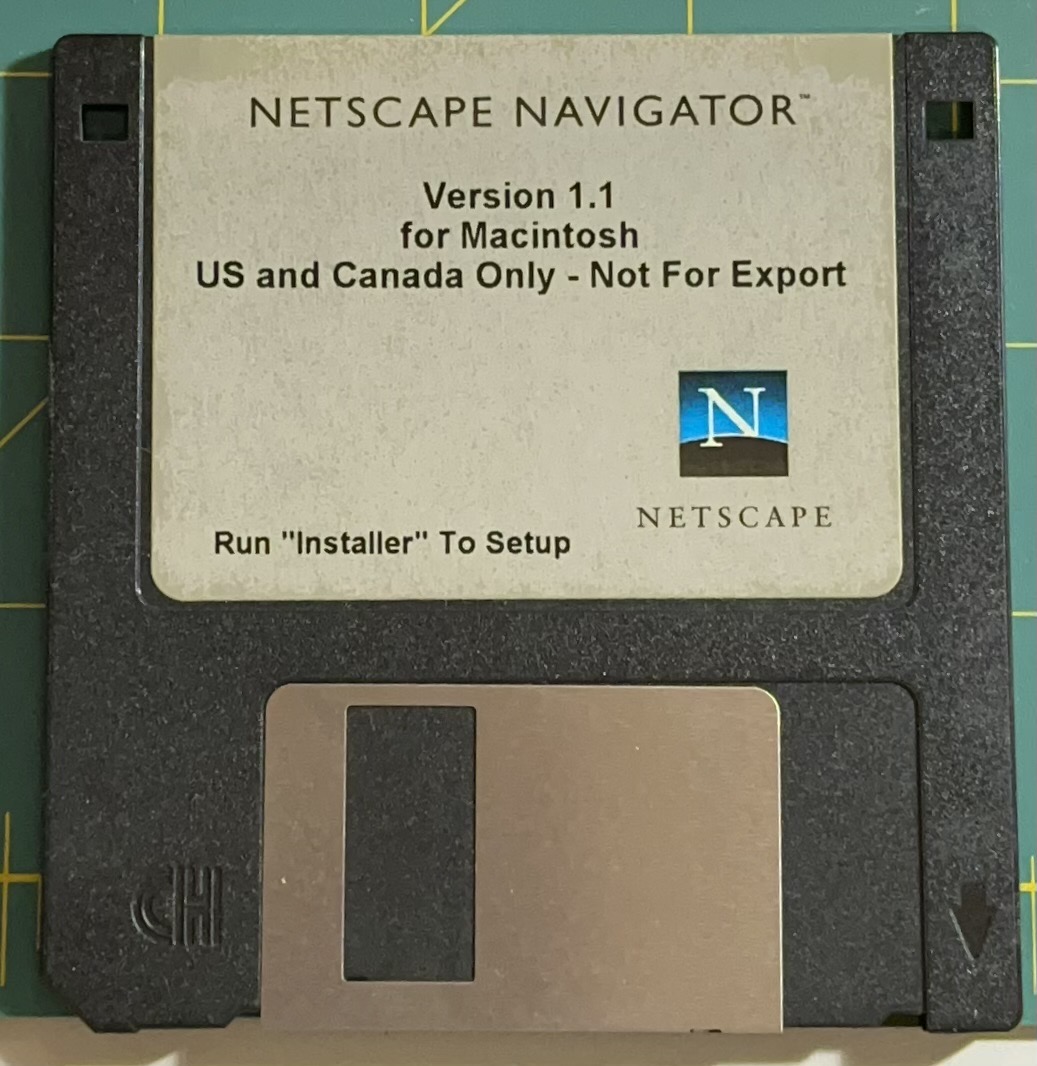 NETSCAPE NAVIGATOR™
Version 1.1
for Macintosh
US and Canada Only - Not For Export
N
NETSCAPE
Run "Installer" To Setup
HD